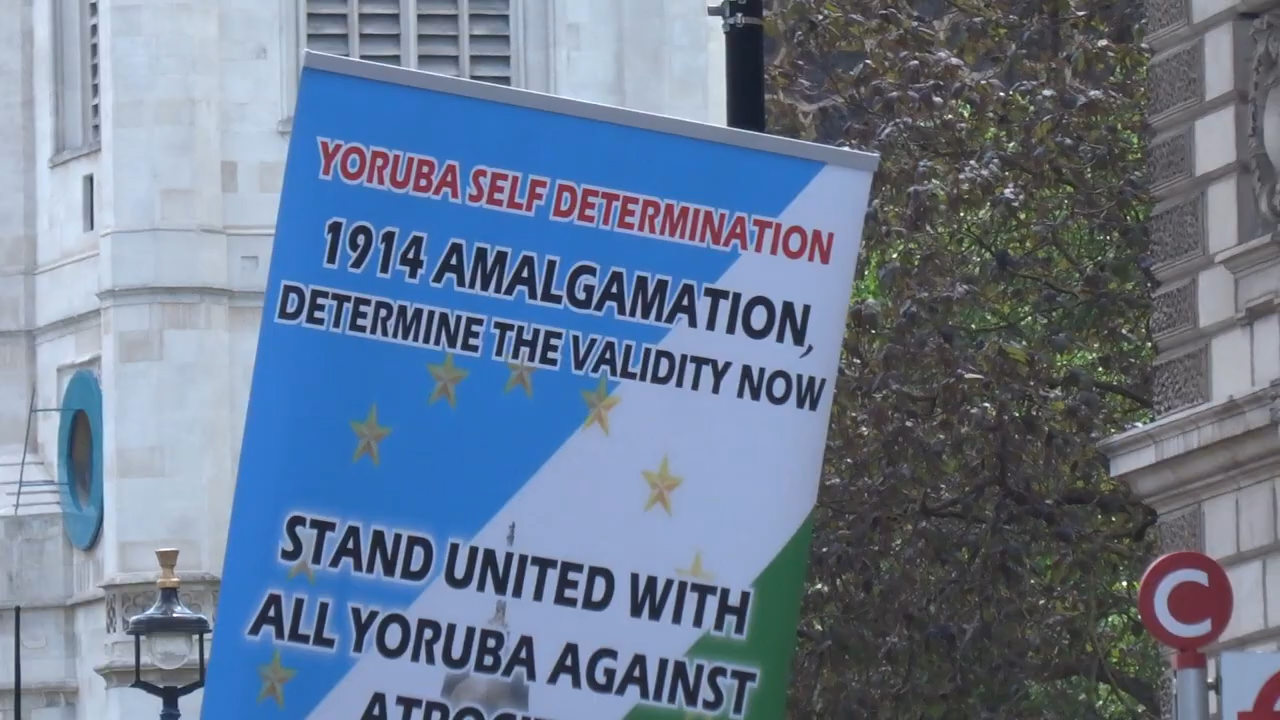 YORUBA SELF DETERMINATION
1914 AMALGAMATION,
DETERMINE THE VALIDITY NOW
STAND UNITED WITH
ALL YORUBA AGAINST
C